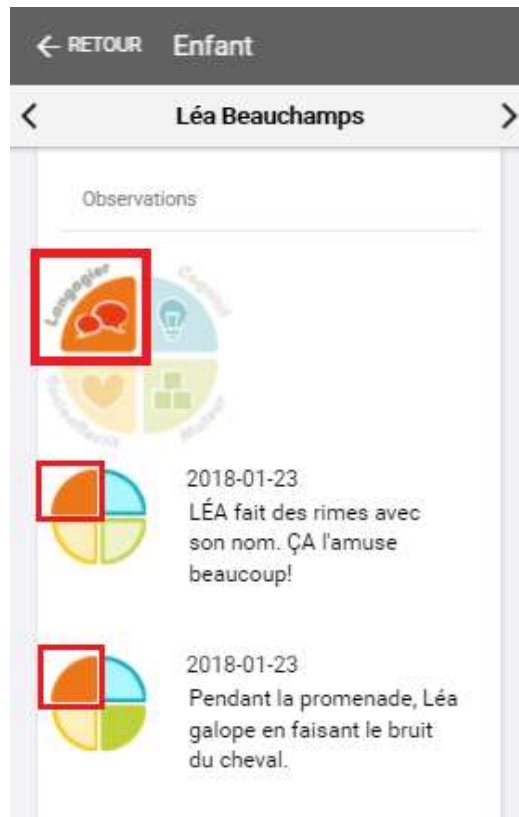 ← RETOUR Enfant
< Léa Beauchamps >
Observations
Langagier
Cognitif
Socioaffectif
Moteur
2018-01-23
LÉA fait des rimes avec
son nom. ÇA l'amuse
beaucoup!
2018-01-23
Pendant la promenade, Léa
galope en faisant le bruit
du cheval.